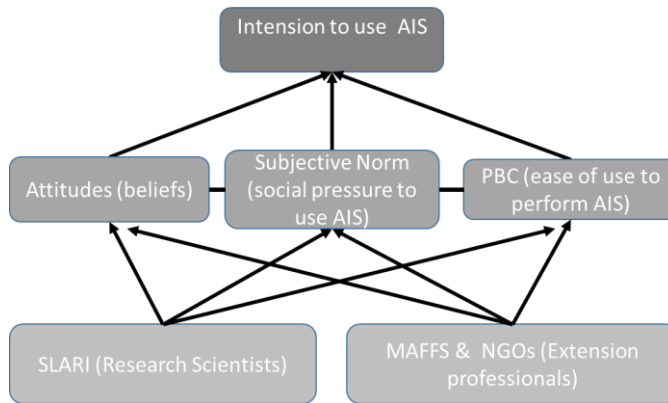 Intension to use AIS
Attitudes (beliefs)
Subjective Norm
(social pressure to
use AIS)
PBC (ease of use to
perform AIS)
SLARI (Research Scientists)
MAFFS & NGOs (Extension
professionals)